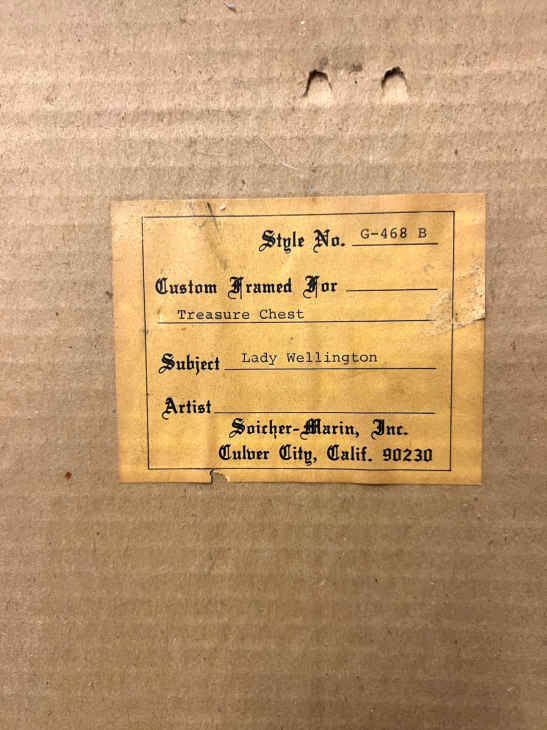 Style No. G-468 B
Custom Framed For
Treasure Chest
Subject Lady Wellington
Artist
Soicher-Marin, Inc.
Culver City, Calif. 90230